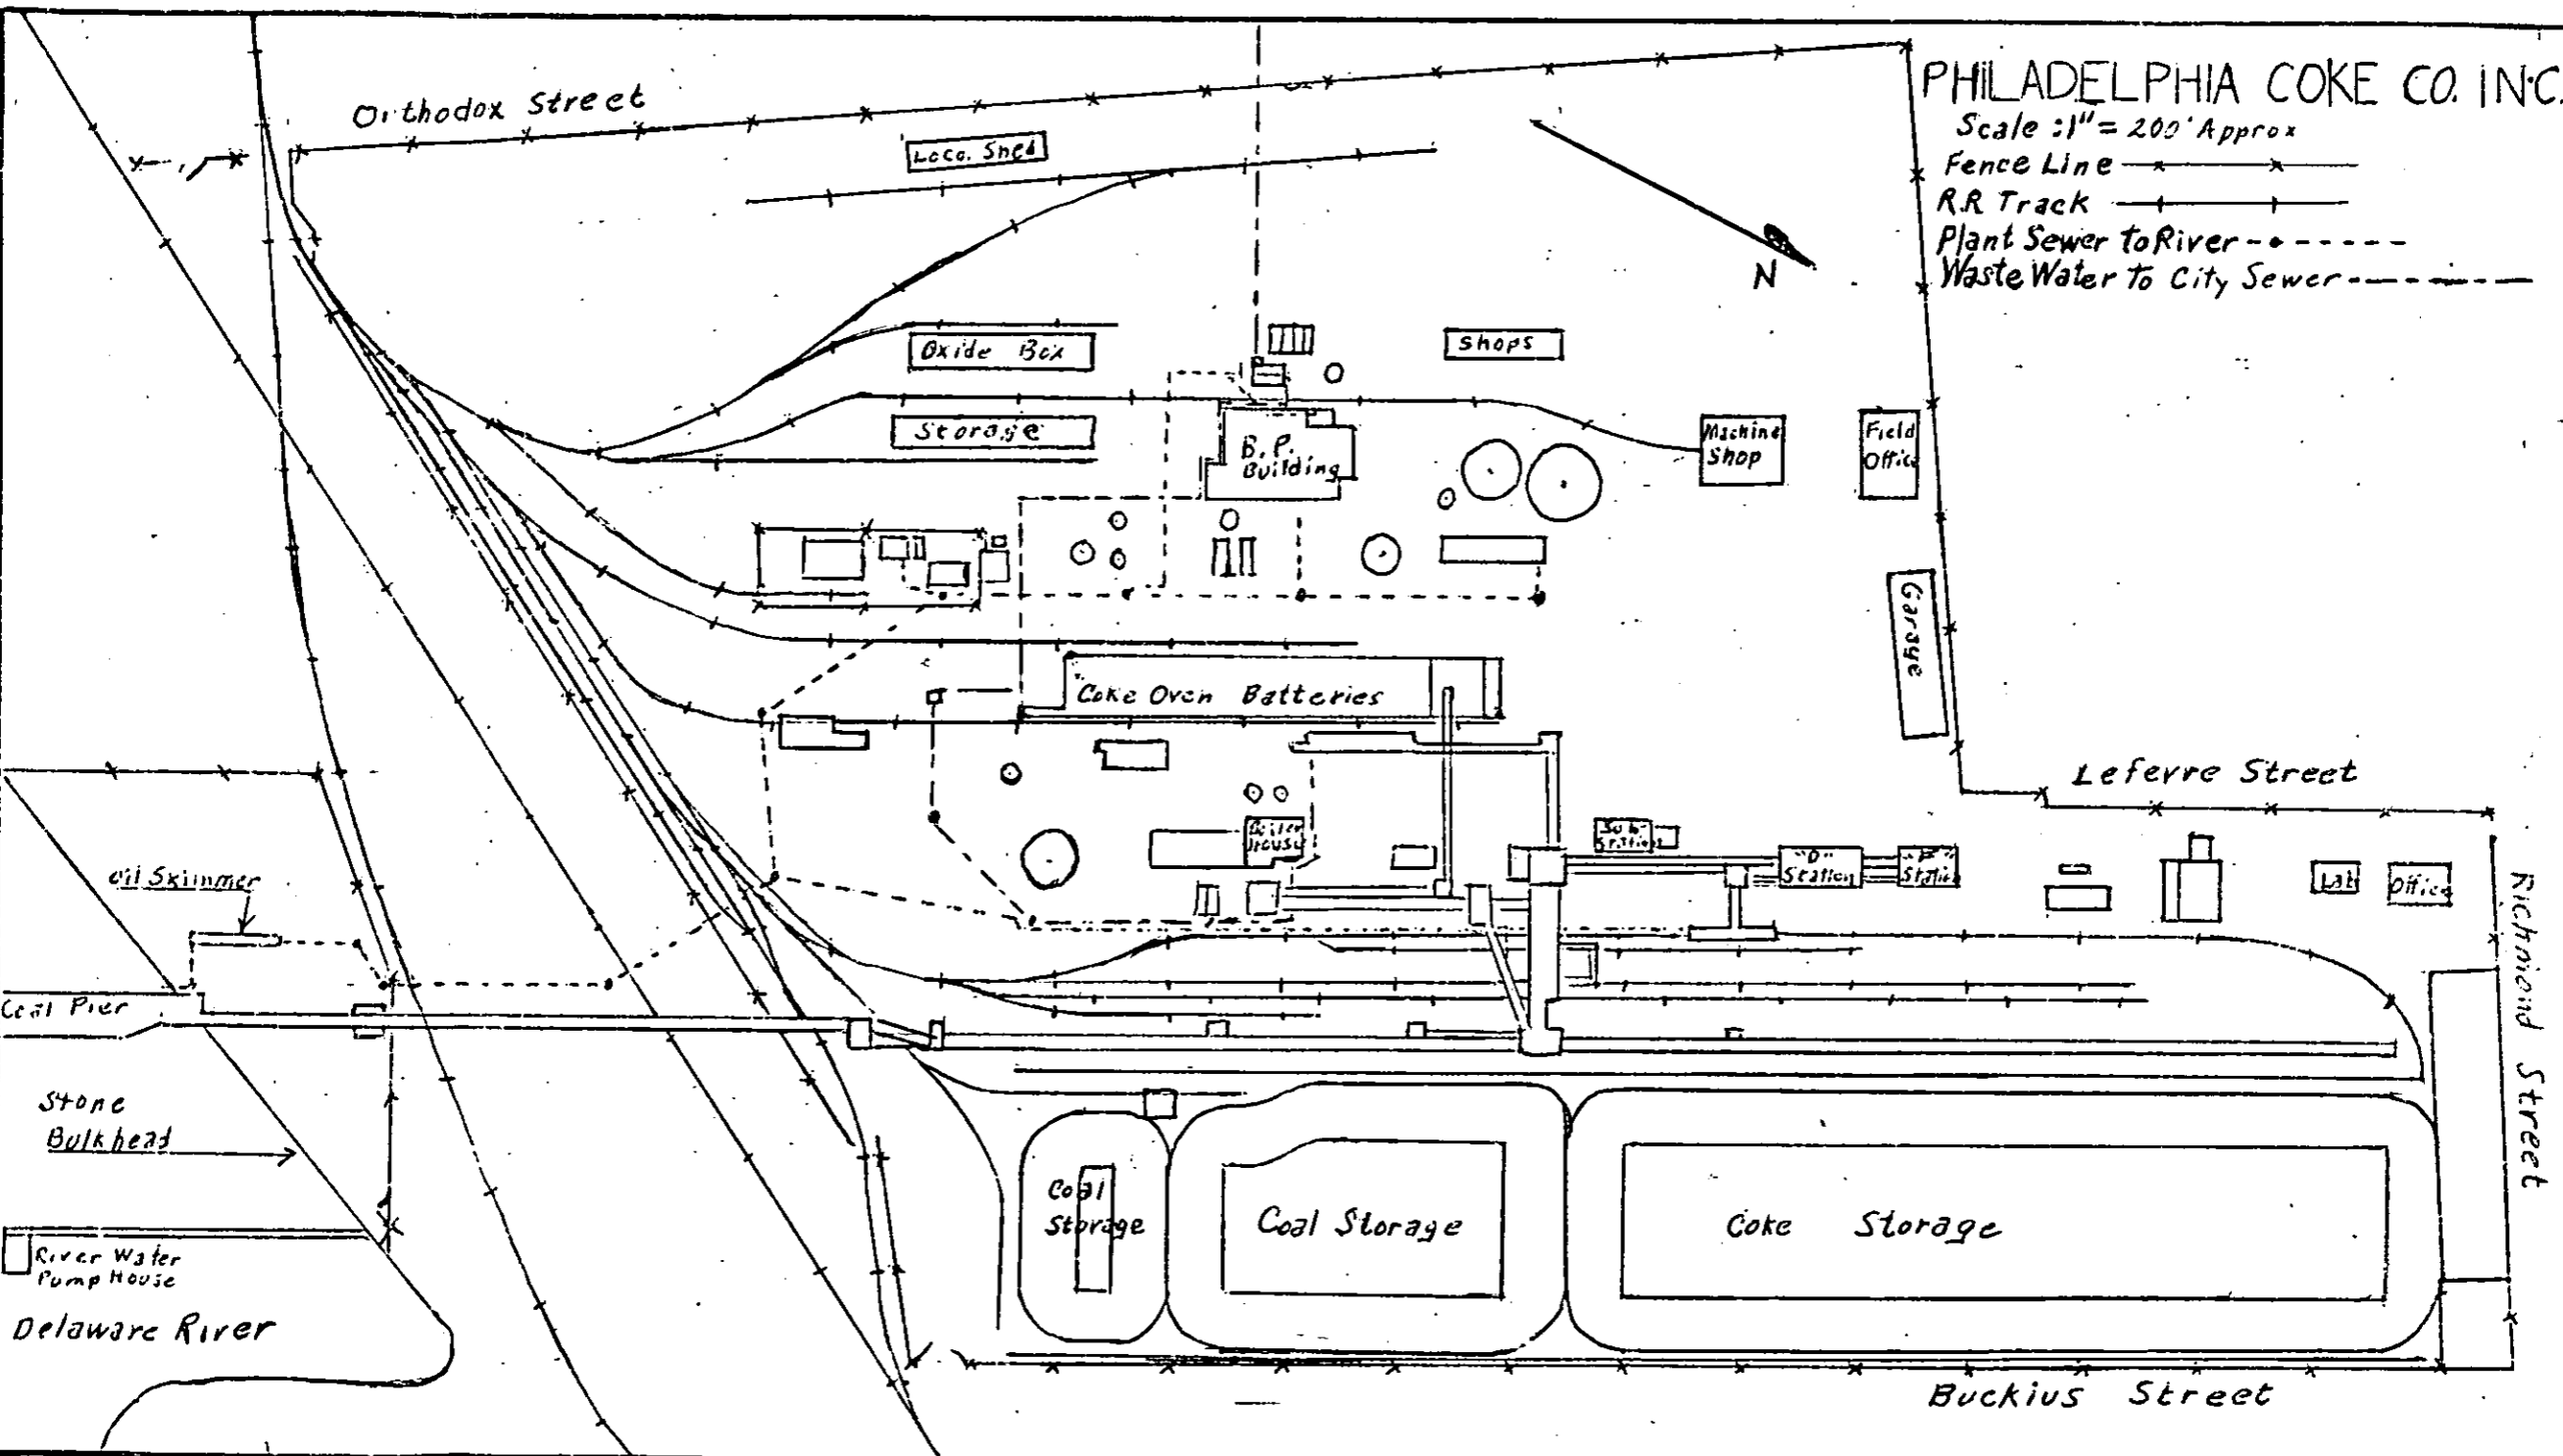 PHILADELPHIA COKE CO. INC.
Scale : 1" = 200' Approx
Fence Line
R.R Track
Plant Sewer To River
Waste Water To City Sewer
N
Orthodox Street
Loco. Shed
Oxide Box
Shops
Storage
B. P.
Building
Machine
Shop
Field
Office
Garage
Coke Oven Batteries
Lefevre Street
Boiler
House
Sub
Station
"D"
Station
Station
Lab
Office
Richmond Street
Oil Skimmer
Coal Pier
Stone
Bulkhead
River Water
Pump House
Delaware River
Coal
Storage
Coal Storage
Coke Storage
Buckius Street